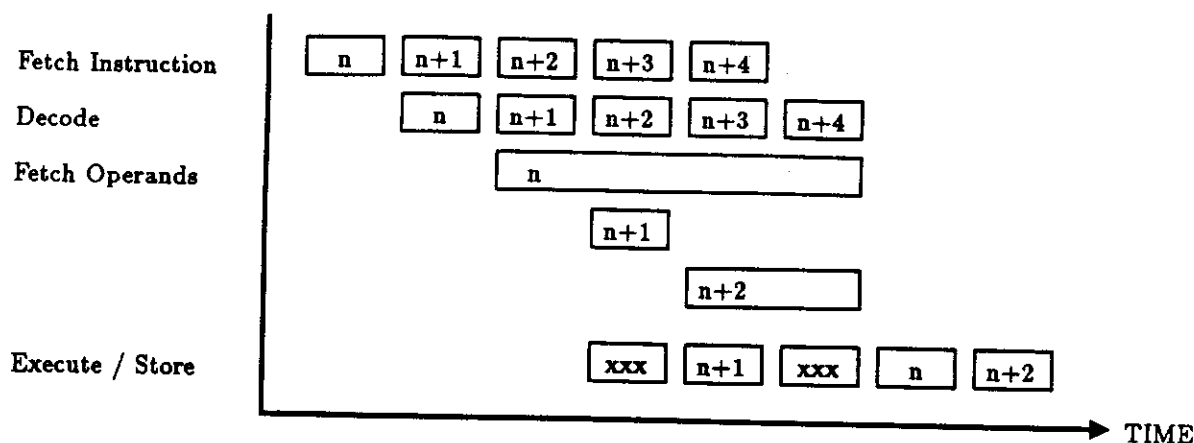 Fetch Instruction n n+1 n+2 n+3 n+4
Decode n n+1 n+2 n+3 n+4
Fetch Operands n
n+1
n+2
Execute / Store xxx n+1 xxx n n+2
TIME